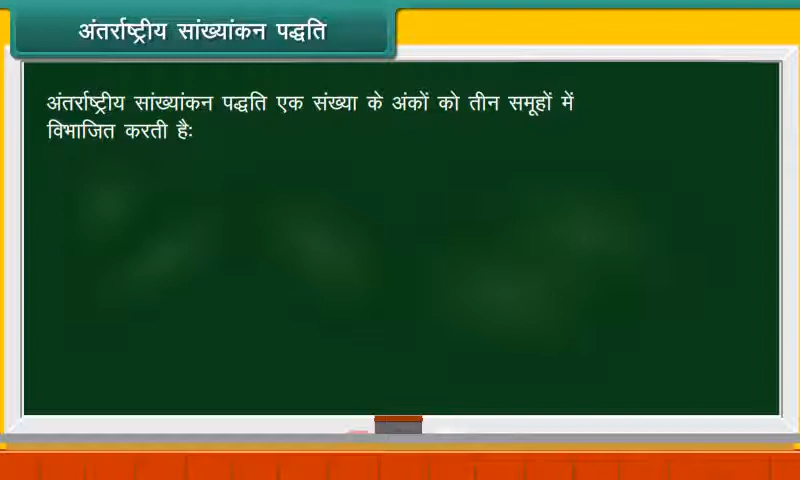 अंतर्राष्ट्रीय सांख्यांकन पद्धति
अंतर्राष्ट्रीय सांख्यांकन पद्धति एक संख्या के अंकों को तीन समूहों में
विभाजित करती हैः